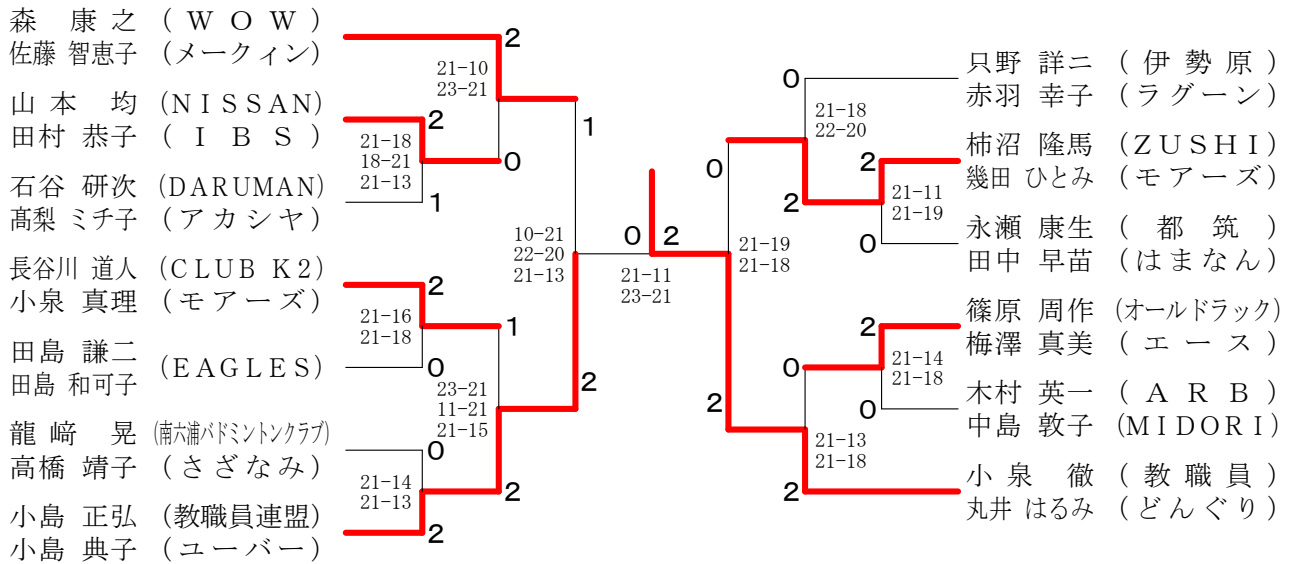 森 康之 (WOW)
佐藤 智恵子 (メークィン)
山本 均 (NISSAN)
田村 恭子 (IBS)
石谷 研次 (DARUMAN)
髙梨 ミチ子 (アカシヤ)
長谷川 道人 (CLUB K2)
小泉 真理 (モアーズ)
田島 謙二
田島 和可子
(EAGLES)
龍﨑 晃 (南六浦バドミントンクラブ)
高橋 靖子 (さざなみ)
小島 正弘 (教職員連盟)
小島 典子 (ユーバー)
2
21-10
23-21
2
21-18
18-21
21-13
0
1
1
2
21-16
21-18
0
1
23-21
11-21
21-15
0
21-14
21-13
2
2
10-21
22-20
21-13
2
0 2
21-11
23-21
0
21-19
21-18
2
0
21-18
22-20
2
2
21-11
21-19
0
2
21-14
21-18
0
0
21-13
21-18
2
只野 詳二 (伊勢原)
赤羽 幸子 (ラグーン)
柿沼 隆馬 (ZUSHI)
幾田 ひとみ (モアーズ)
永瀬 康生 (都筑)
田中 早苗 (はまなん)
篠原 周作 (オールドラック)
梅澤 真美 (エース)
木村 英一 (ARB)
中島 敦子 (MIDORI)
小泉 徹 (教職員)
丸井 はるみ (どんぐり)